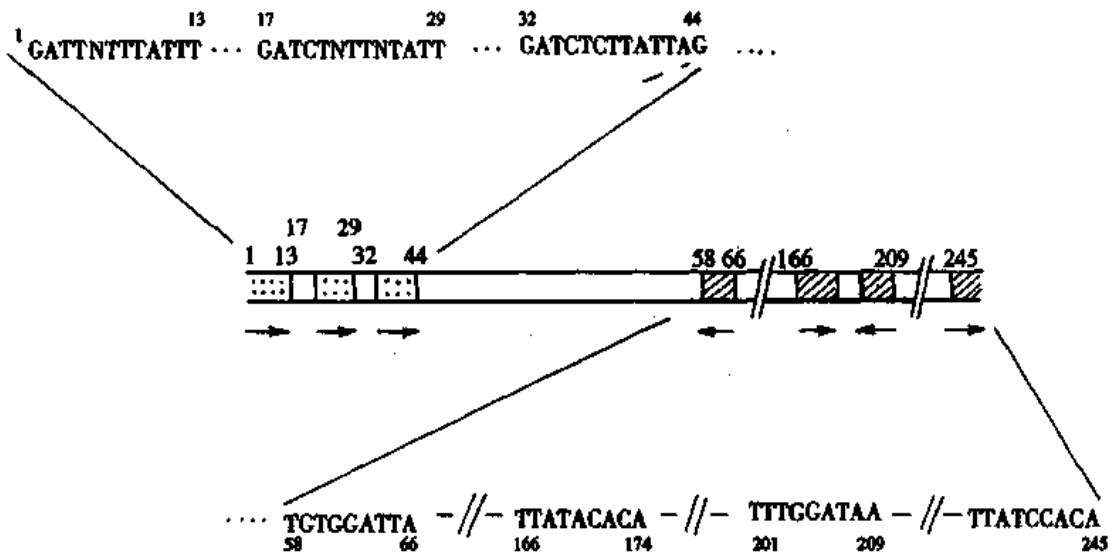 13 17 29 32 44
1 GATTNTTTATTT ···· GATCTNTTNTATT ···· GATCTCTTATTAG ····
17 29
1 13 32 44 58 66 166 209 245
···· TGTGGATTA –//– TTATACACA –//– TTTGGATAA –//– TTATCCACA
58 66 166 174 201 209 245